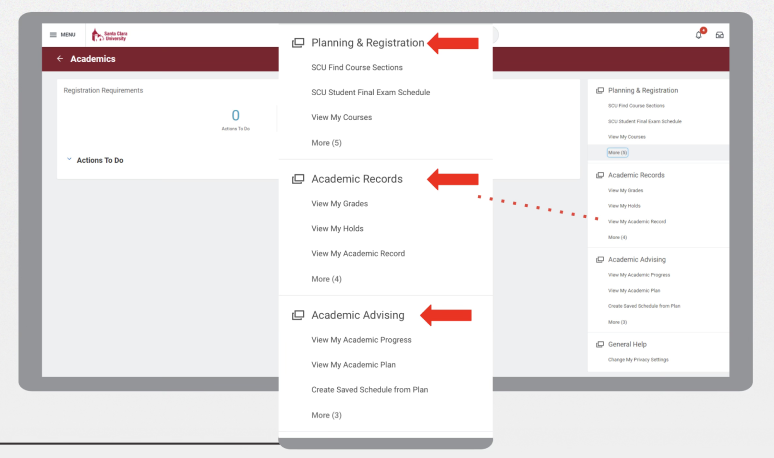 MENU
Santa Clara
University
Academics
Registration Requirements
0
Actions To Do
Actions To Do
Planning & Registration
SCU Find Course Sections
SCU Student Final Exam Schedule
View My Courses
More (5)
Academic Records
View My Grades
View My Holds
View My Academic Record
More (4)
Academic Advising
View My Academic Progress
View My Academic Plan
Create Saved Schedule from Plan
More (3)
Planning & Registration
SCU Find Course Sections
SCU Student Final Exam Schedule
View My Courses
More (5)
Academic Records
View My Grades
View My Holds
View My Academic Record
More (4)
Academic Advising
View My Academic Progress
View My Academic Plan
Create Saved Schedule from Plan
More (3)
General Help
Change My Privacy Settings